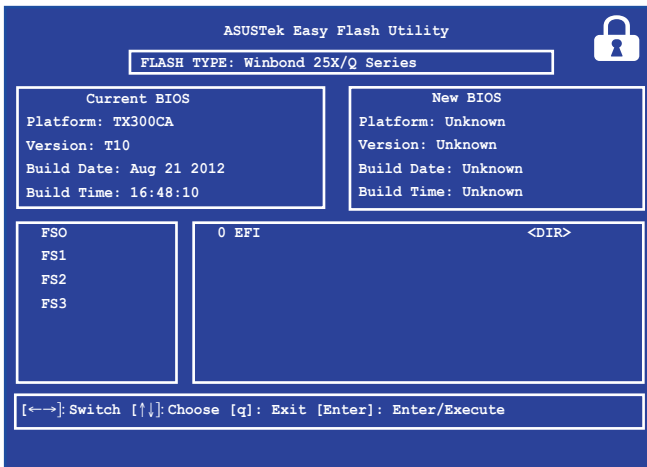 ASUSTek Easy Flash Utility
FLASH TYPE: Winbond 25X/Q Series
Current BIOS
Platform: TX300CA
Version: T10
Build Date: Aug 21 2012
Build Time: 16:48:10
New BIOS
Platform: Unknown
Version: Unknown
Build Date: Unknown
Build Time: Unknown
FSO
FS1
FS2
FS3
0 EFI <DIR>
[←→]: Switch [↑↓]: Choose [q]: Exit [Enter]: Enter/Execute